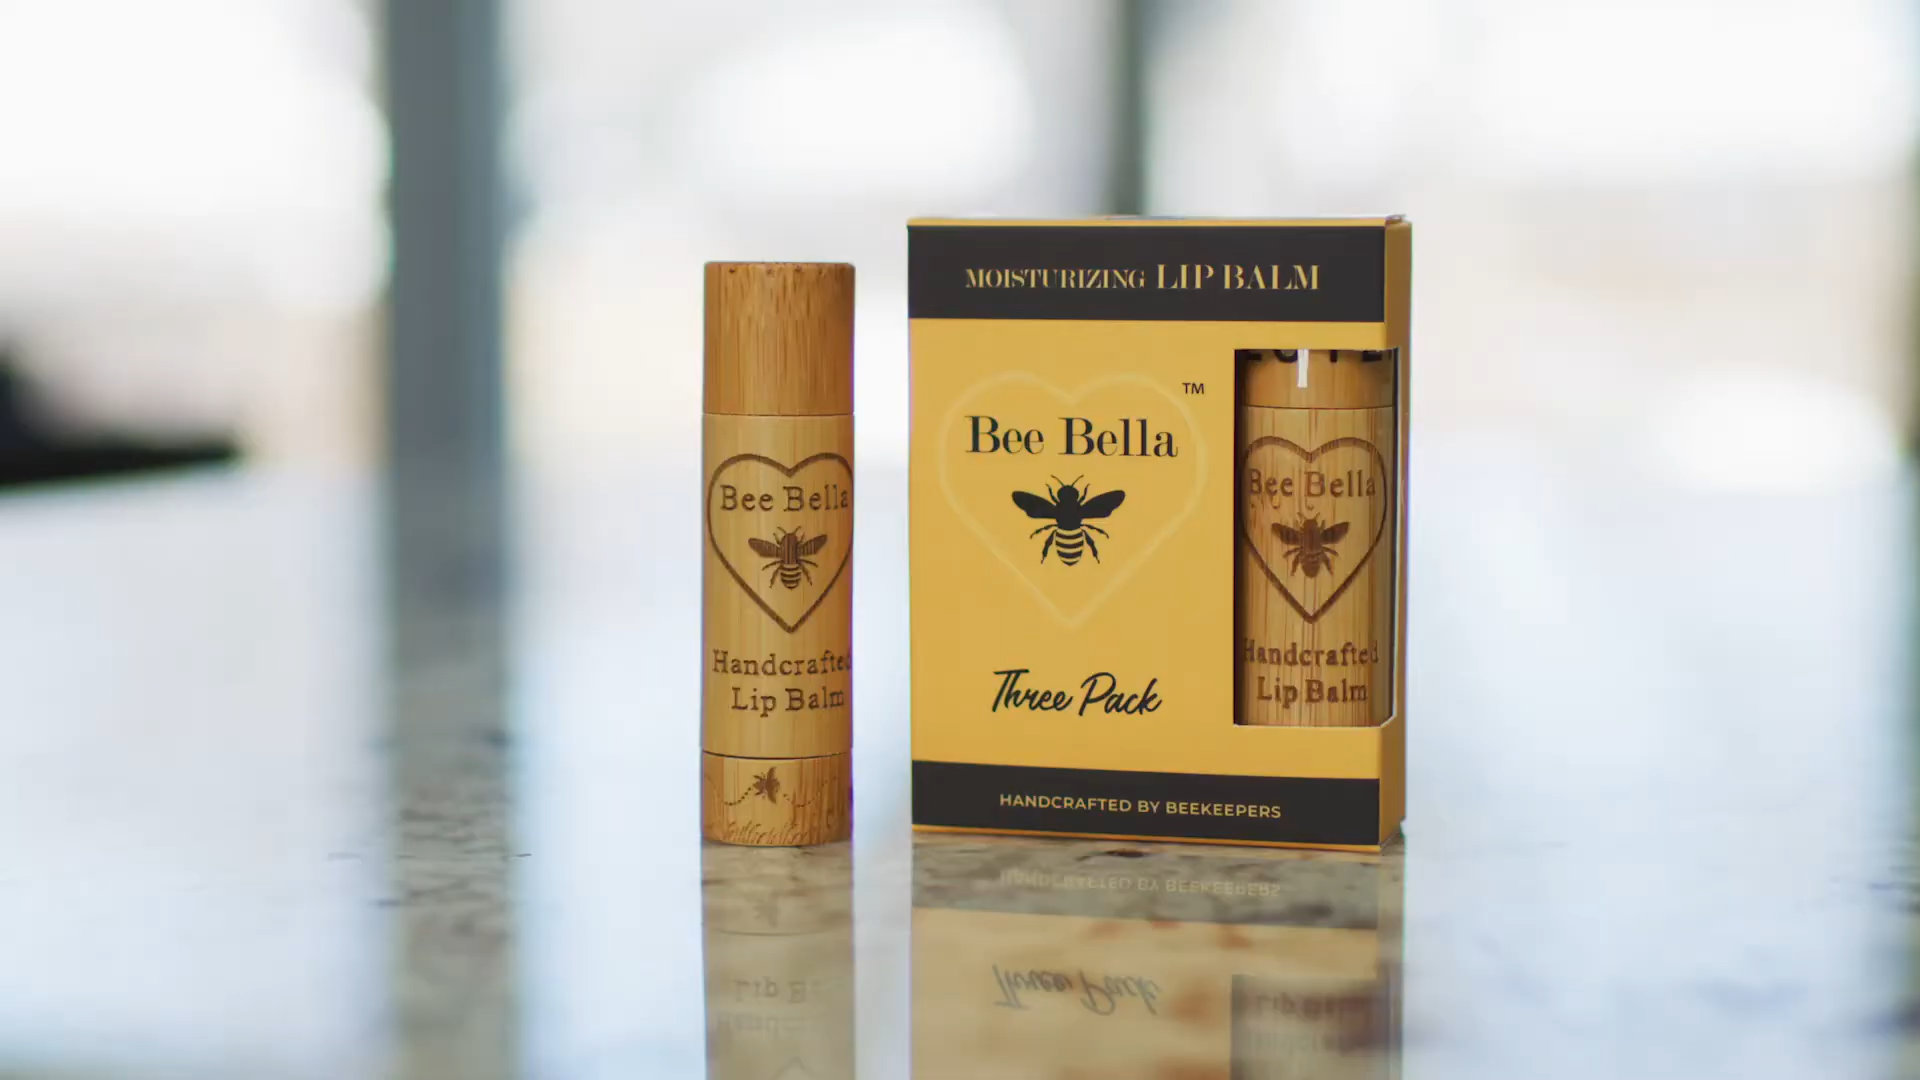 Bee Bella
Handcrafted
Lip Balm
MOISTURIZING LIP BALM
TM
Bee Bella
Three Pack
HANDCRAFTED BY BEEKEEPERS
Bee Bella
Handcrafted
Lip Balm